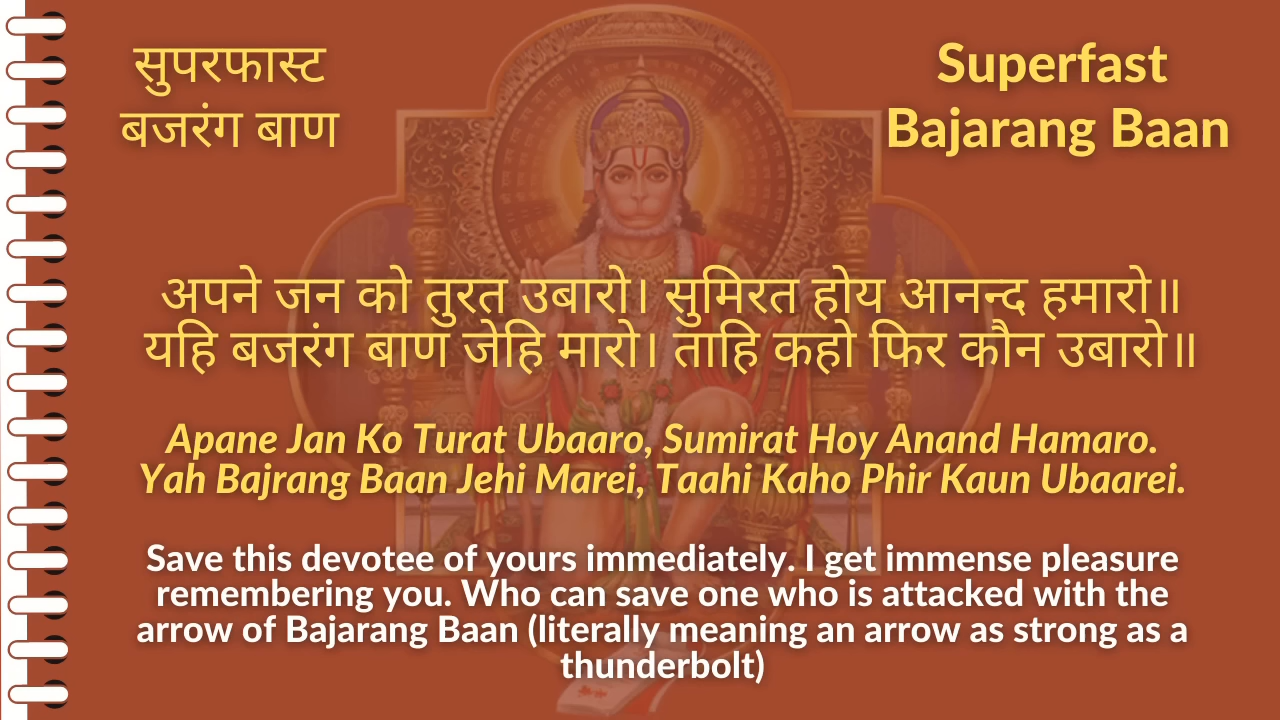 सुपरफास्ट
बजरंग बाण
Superfast
Bajarang Baan
अपने जन को तुरत उबारो। सुमिरत होय आनन्द हमारो॥
यहि बजरंग बाण जेहि मारो। ताहि कहो फिर कौन उबारो॥
Apane Jan Ko Turat Ubaaro, Sumirat Hoy Anand Hamaro.
Yah Bajrang Baan Jehi Marei, Taahi Kaho Phir Kaun Ubaarei.
Save this devotee of yours immediately. I get immense pleasure
remembering you. Who can save one who is attacked with the
arrow of Bajarang Baan (literally meaning an arrow as strong as a
thunderbolt)